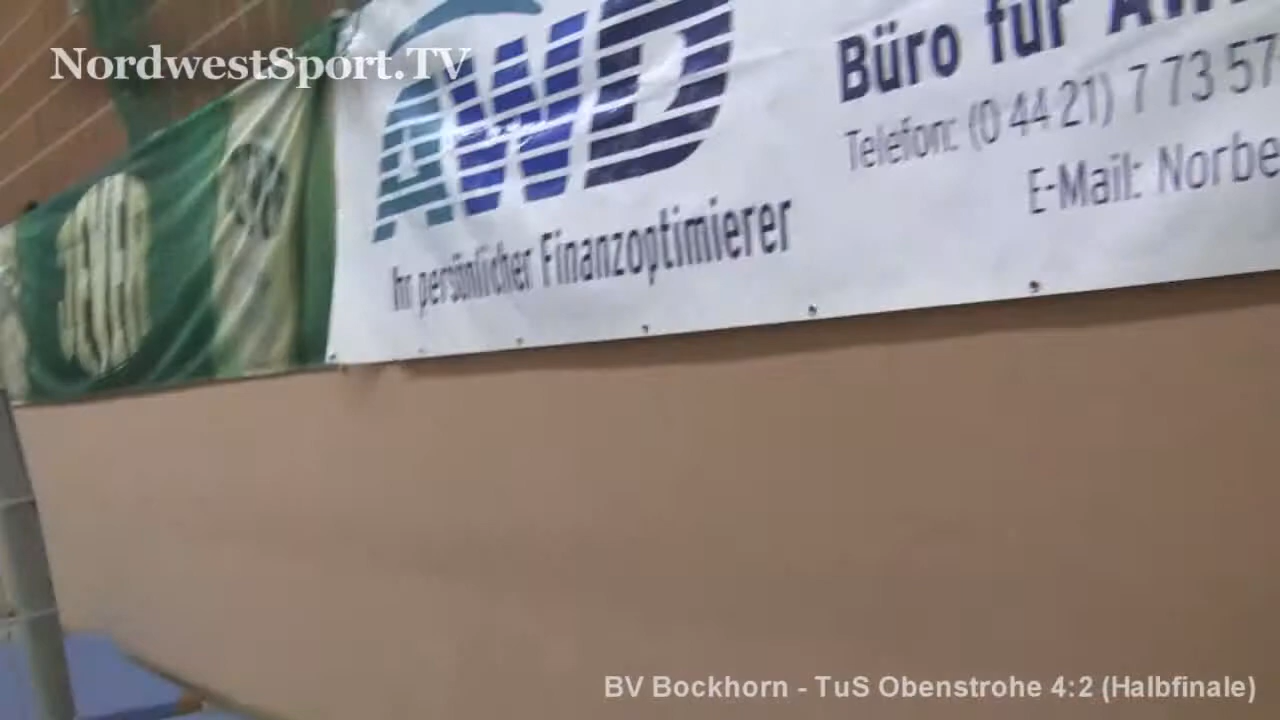 NordwestSport.TV
AWD
Ihr persönlicher Finanzoptimierer
Büro für
Telefon: (0 44 21) 7 73 57
E-Mail: Norbe
BV Bockhorn - TuS Obenstrohe 4:2 (Halbfinale)